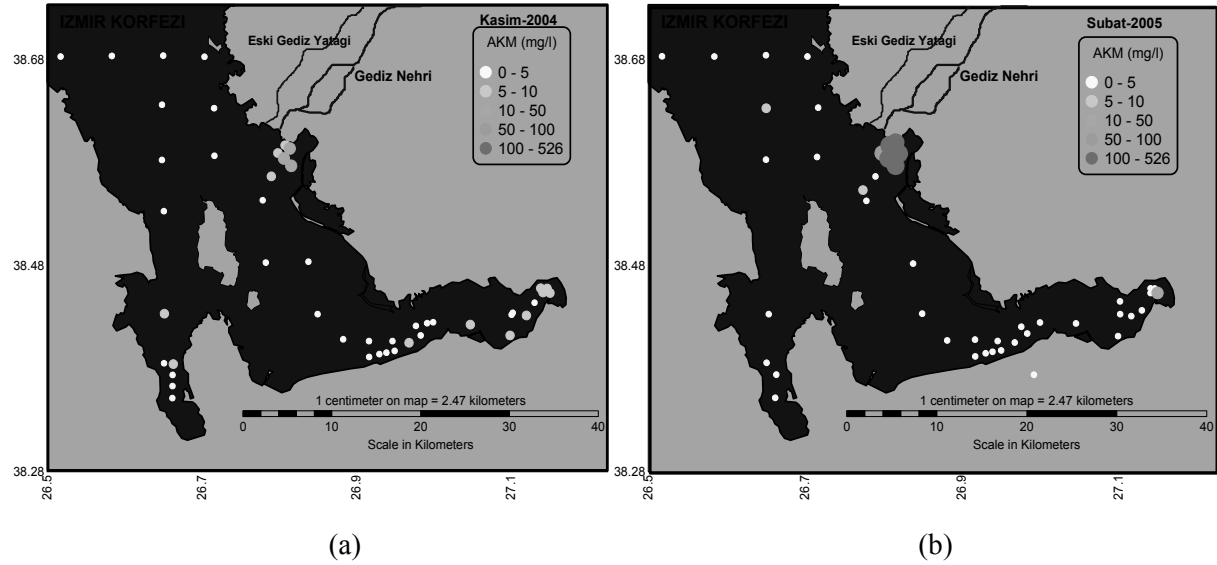 IZMIR KORFEZI
Kasim-2004
Eski Gediz Yatagi
Gediz Nehri
AKM (mg/l)
0 - 5
5 - 10
10 - 50
50 - 100
100 - 526
38.68
38.48
38.28
1 centimeter on map = 2.47 kilometers
0 10 20 30 40
Scale in Kilometers
26.5 26.7 26.9 27.1
(a)
IZMIR KORFEZI
Subat-2005
Eski Gediz Yatagi
Gediz Nehri
AKM (mg/l)
0 - 5
5 - 10
10 - 50
50 - 100
100 - 526
38.68
38.48
38.28
1 centimeter on map = 2.47 kilometers
0 10 20 30 40
Scale in Kilometers
26.5 26.7 26.9 27.1
(b)